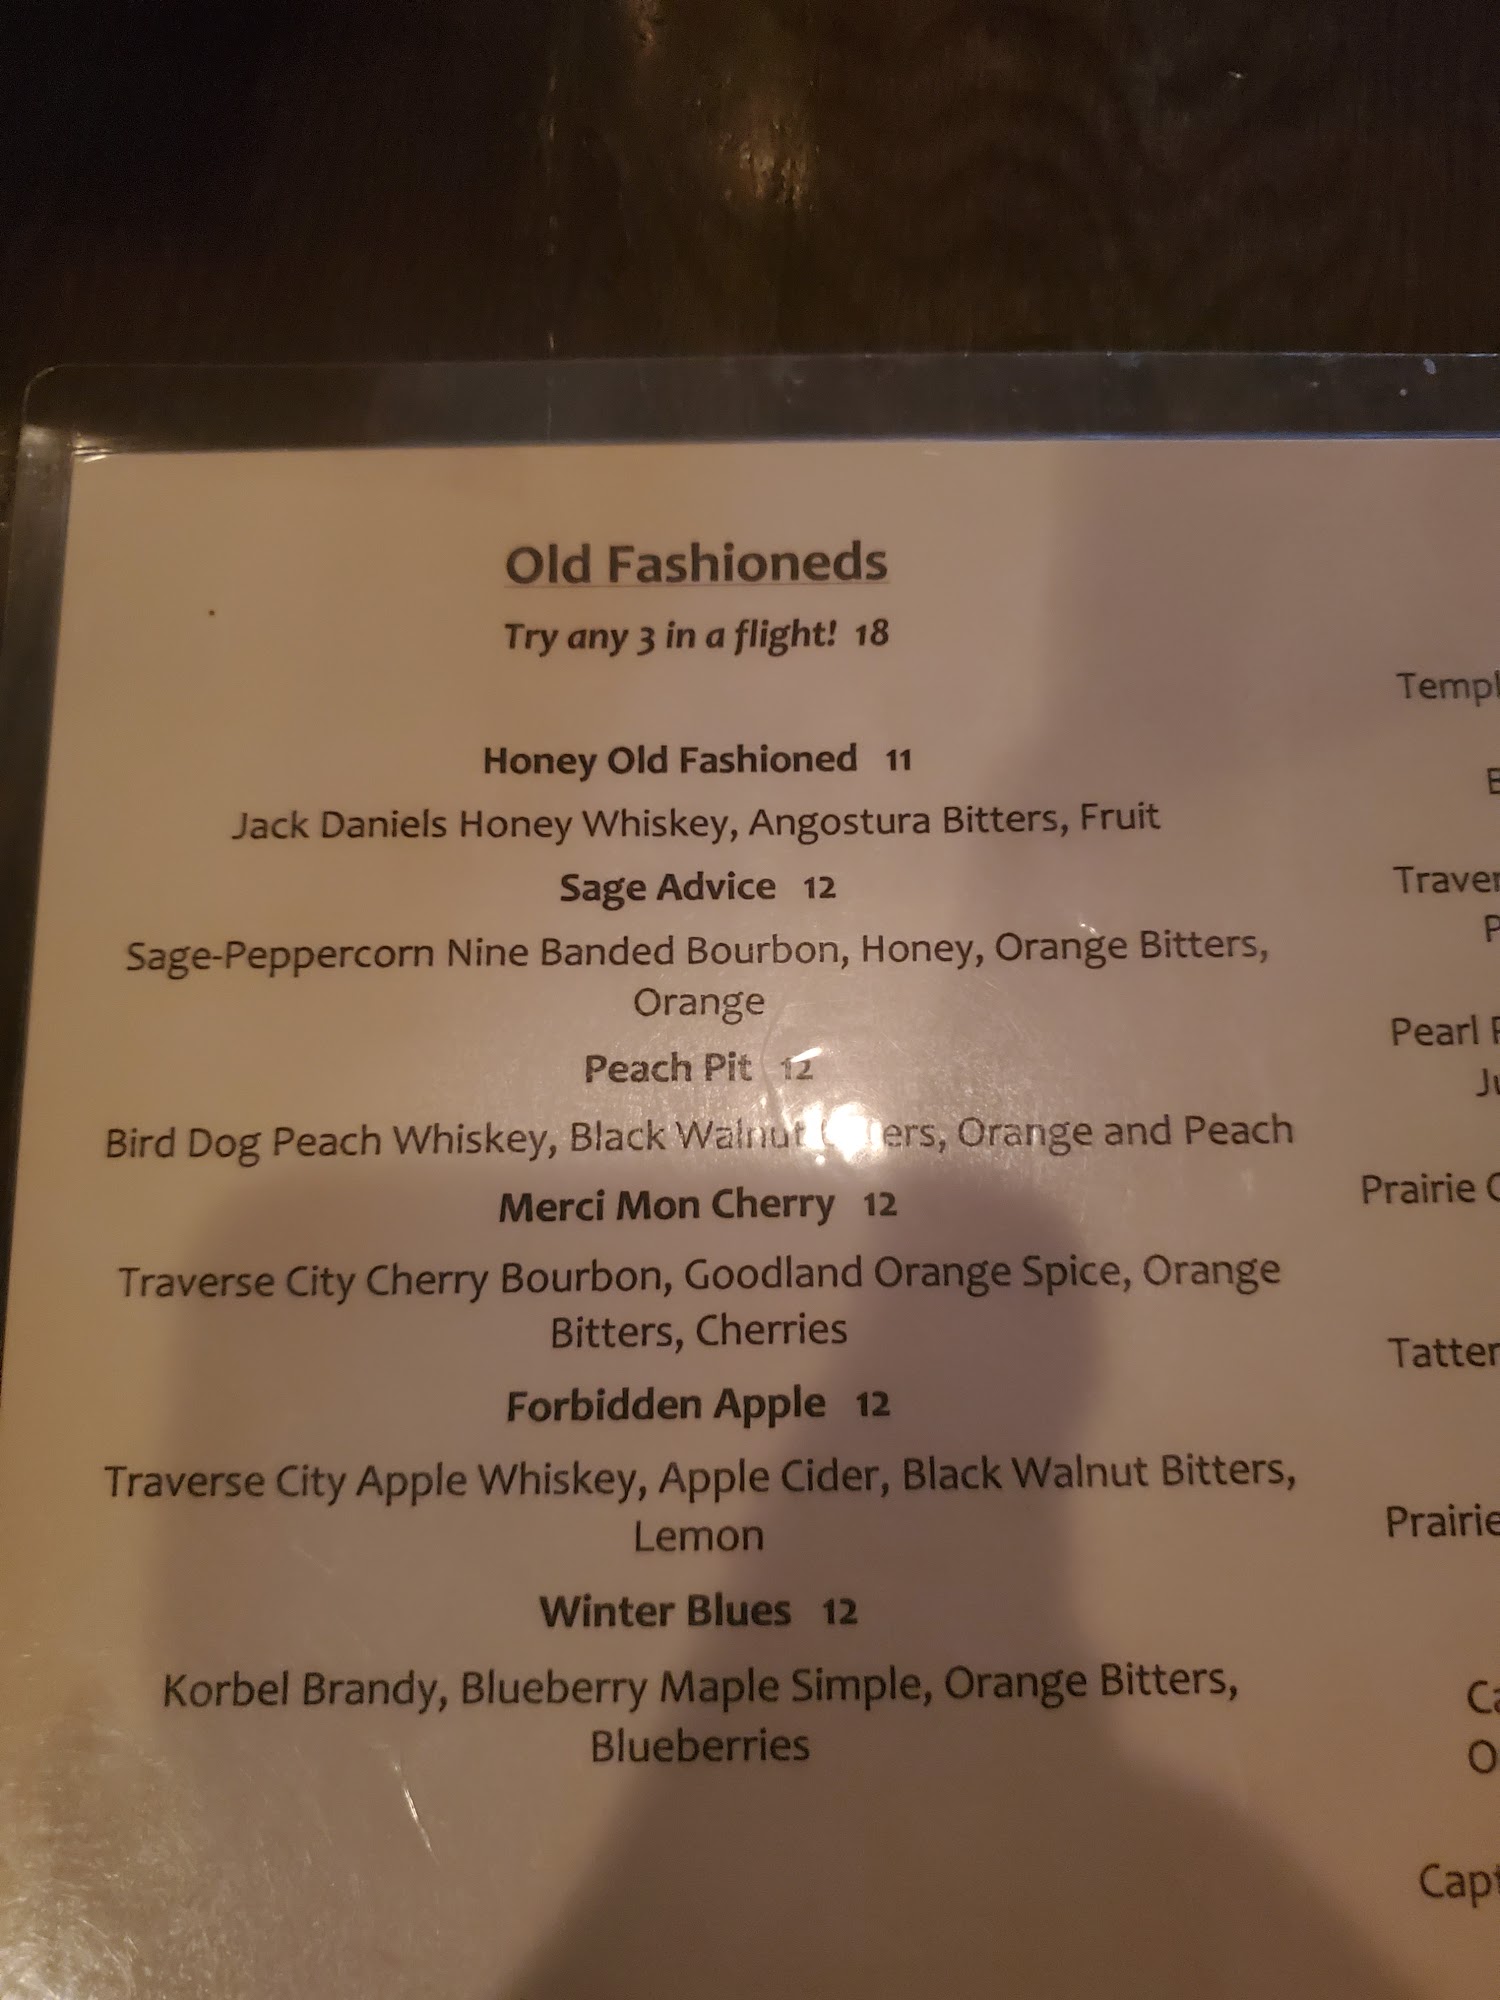 Old Fashioneds
Try any 3 in a flight! 18
Honey Old Fashioned 11
Jack Daniels Honey Whiskey, Angostura Bitters, Fruit
Sage Advice 12
Sage-Peppercorn Nine Banded Bourbon, Honey, Orange Bitters,
Orange
Peach Pit 12
Bird Dog Peach Whiskey, Black Walnut Orange and Peach
Merci Mon Cherry 12
Traverse City Cherry Bourbon, Goodland Orange Spice, Orange
Bitters, Cherries
Forbidden Apple 12
Traverse City Apple Whiskey, Apple Cider, Black Walnut Bitters,
Lemon
Winter Blues 12
Korbel Brandy, Blueberry Maple Simple, Orange Bitters,
Blueberries
Pearl
Prairie
Prairie